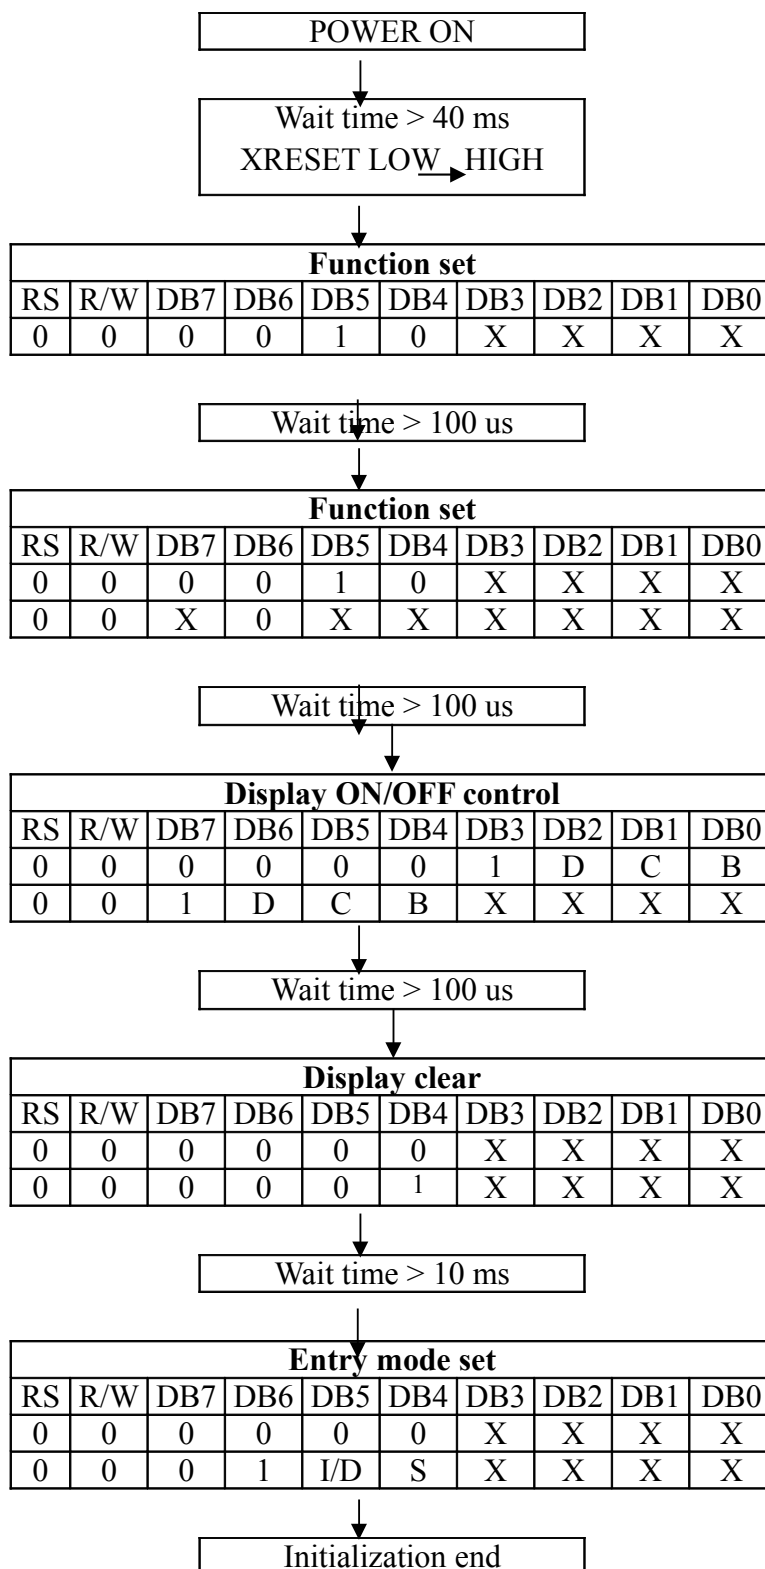 POWER ON
Wait time > 40 ms
XRESET LOW → HIGH
Function set
RS R/W DB7 DB6 DB5 DB4 DB3 DB2 DB1 DB0
0 0 0 0 1 0 X X X X
Wait time > 100 us
Function set
RS R/W DB7 DB6 DB5 DB4 DB3 DB2 DB1 DB0
0 0 0 0 1 0 X X X X
0 0 X 0 X X X X X X
Wait time > 100 us
Display ON/OFF control
RS R/W DB7 DB6 DB5 DB4 DB3 DB2 DB1 DB0
0 0 0 0 0 0 1 D C B
0 0 1 D C B X X X X
Wait time > 100 us
Display clear
RS R/W DB7 DB6 DB5 DB4 DB3 DB2 DB1 DB0
0 0 0 0 0 0 X X X X
0 0 0 0 0 1 X X X X
Wait time > 10 ms
Entry mode set
RS R/W DB7 DB6 DB5 DB4 DB3 DB2 DB1 DB0
0 0 0 0 0 0 X X X X
0 0 0 1 I/D S X X X X
Initialization end